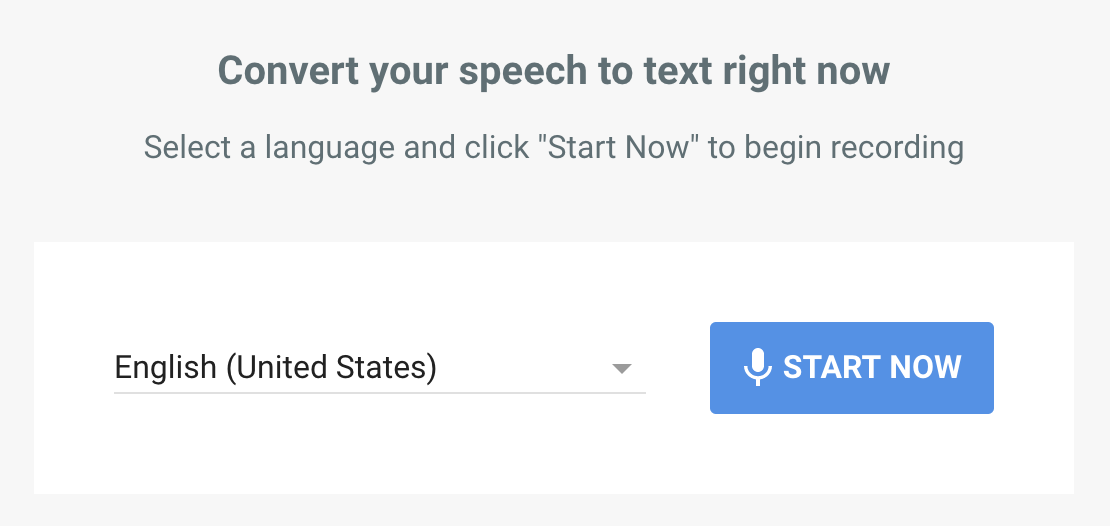 Convert your speech to text right now
Select a language and click "Start Now" to begin recording
English (United States)
START NOW